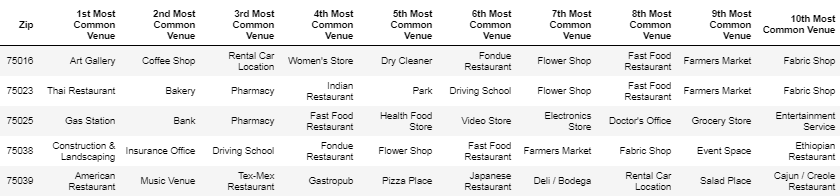 Zip 1st Most Common Venue 2nd Most Common Venue 3rd Most Common Venue 4th Most Common Venue 5th Most Common Venue 6th Most Common Venue 7th Most Common Venue 8th Most Common Venue 9th Most Common Venue 10th Most Common Venue
75016 Art Gallery Coffee Shop Rental Car Location Women's Store Dry Cleaner Fondue Restaurant Flower Shop Fast Food Restaurant Farmers Market Fabric Shop
75023 Thai Restaurant Bakery Pharmacy Indian Restaurant Park Driving School Flower Shop Fast Food Restaurant Farmers Market Fabric Shop
75025 Gas Station Bank Pharmacy Fast Food Restaurant Health Food Store Video Store Electronics Store Doctor's Office Grocery Store Entertainment Service
75038 Construction & Landscaping Insurance Office Driving School Fondue Restaurant Flower Shop Fast Food Restaurant Farmers Market Fabric Shop Event Space Ethiopian Restaurant
75039 American Restaurant Music Venue Tex-Mex Restaurant Gastropub Pizza Place Japanese Restaurant Deli / Bodega Rental Car Location Salad Place Cajun / Creole Restaurant